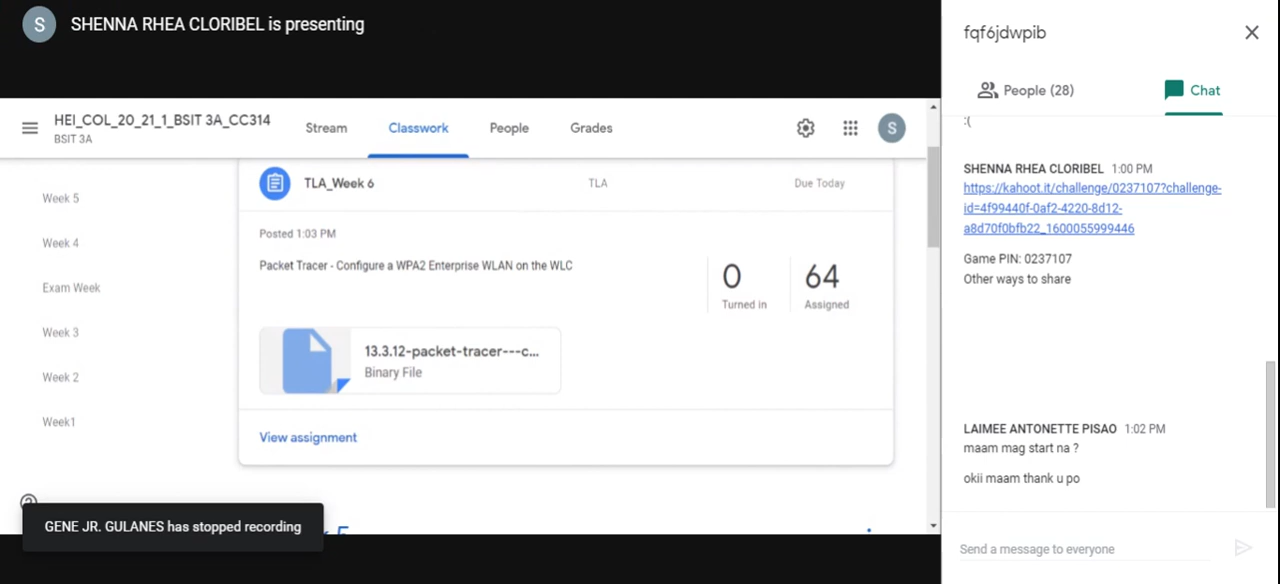 S
SHENNA RHEA CLORIBEL is presenting
HEI_COL_20_21_1_BSIT 3A_CC314
BSIT 3A
Stream
Classwork
People
Grades
S
Week 5
Week 4
Exam Week
Week 3
Week 2
Week1
TLA_Week 6
TLA
Due Today
Posted 1:03 PM
Packet Tracer - Configure a WPA2 Enterprise WLAN on the WLC
0
Turned in
64
Assigned
13.3.12-packet-tracer---c...
Binary File
View assignment
GENE JR. GULANES has stopped recording
fqf6jdwpib
People (28)
Chat
:(
SHENNA RHEA CLORIBEL 1:00 PM
https://kahoot.it/challenge/0237107?challenge-
id=4f99440f-0af2-4220-8d12-
a8d70f0bfb22_1600055999446
Game PIN: 0237107
Other ways to share
LAIMEE ANTONETTE PISAO 1:02 PM
maam mag start na ?
okii maam thank u po
Send a message to everyone